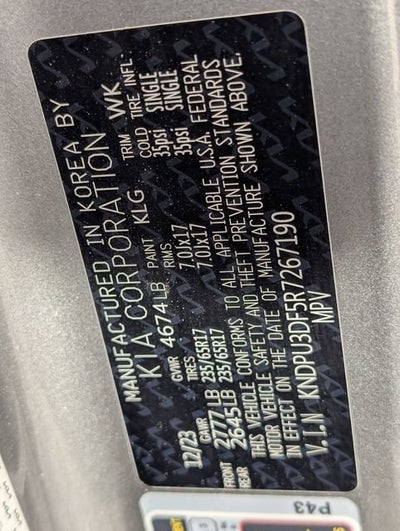 MANUFACTURED IN KOREA BY
KIA CORPORATION
12/23 GVWR 4674LB PAINT KLG TRIM WK
GAWR TIRES RIMS COLD TIRE INFL
FRONT 2777 LB 235/65R17 7.0Jx17 35psi SINGLE
REAR 2645LB 235/65R17 7.0Jx17 35psi SINGLE
THIS VEHICLE CONFORMS TO ALL APPLICABLE U.S.A. FEDERAL
MOTOR VEHICLE SAFETY AND THEFT PREVENTION STANDARDS
IN EFFECT ON THE DATE OF MANUFACTURE SHOWN ABOVE.
V.I.N KNDPU3DF5R7267190
MPV
P43